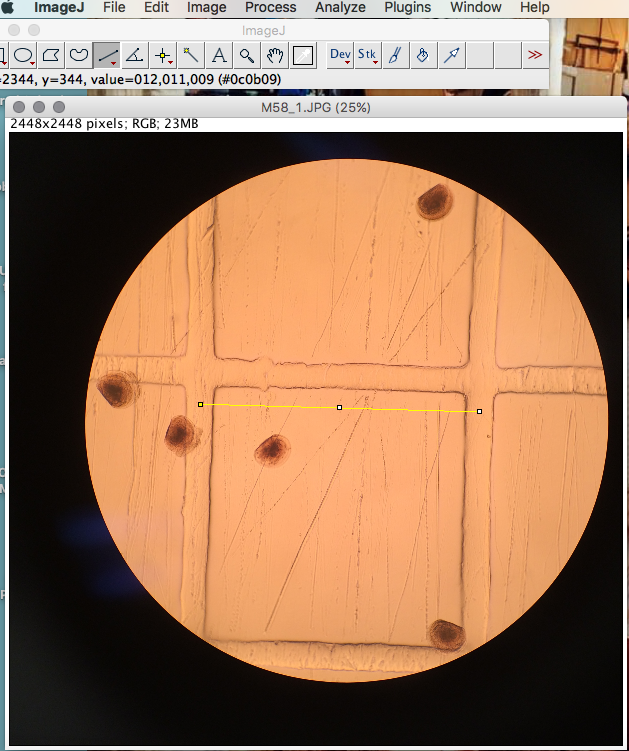 ImageJ File Edit Image Process Analyze Plugins Window Help
ImageJ
A Dev Stk >>
=2344, y=344, value=012,011,009 (#0c0b09)
M58_1.JPG (25%)
2448x2448 pixels; RGB; 23MB